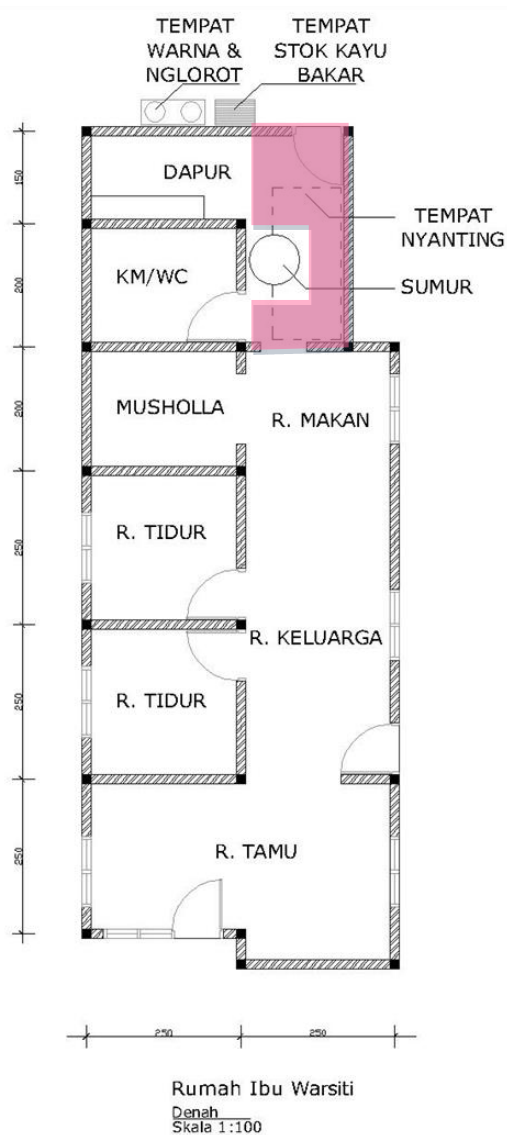 TEMPAT
WARNA &
NGLOROT
TEMPAT
STOK KAYU
BAKAR
150
DAPUR
TEMPAT
NYANTING
200
KM/WC
SUMUR
200
MUSHOLLA
R. MAKAN
250
R. TIDUR
R. KELUARGA
250
R. TIDUR
250
R. TAMU
250
250
Rumah Ibu Warsiti
Denah
Skala 1:100